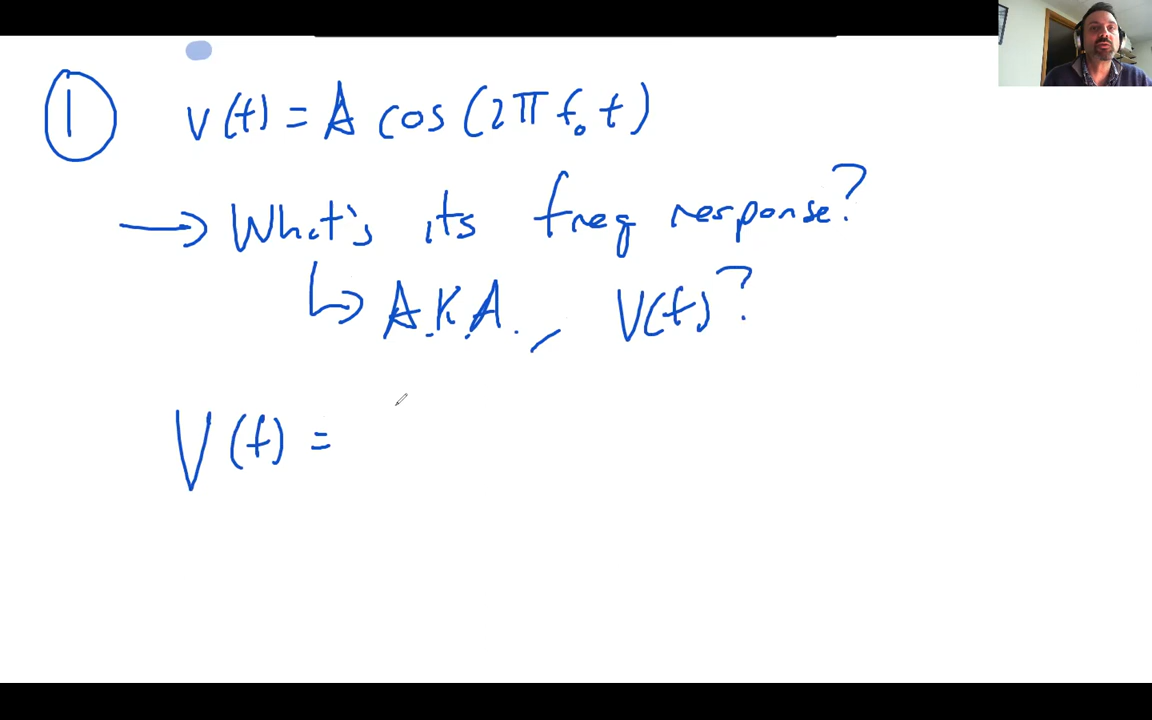 1 v(t) = A cos(2π f₀ t)
→ What's its freq response?
↳ A.K.A., V(f)?
V(f) =